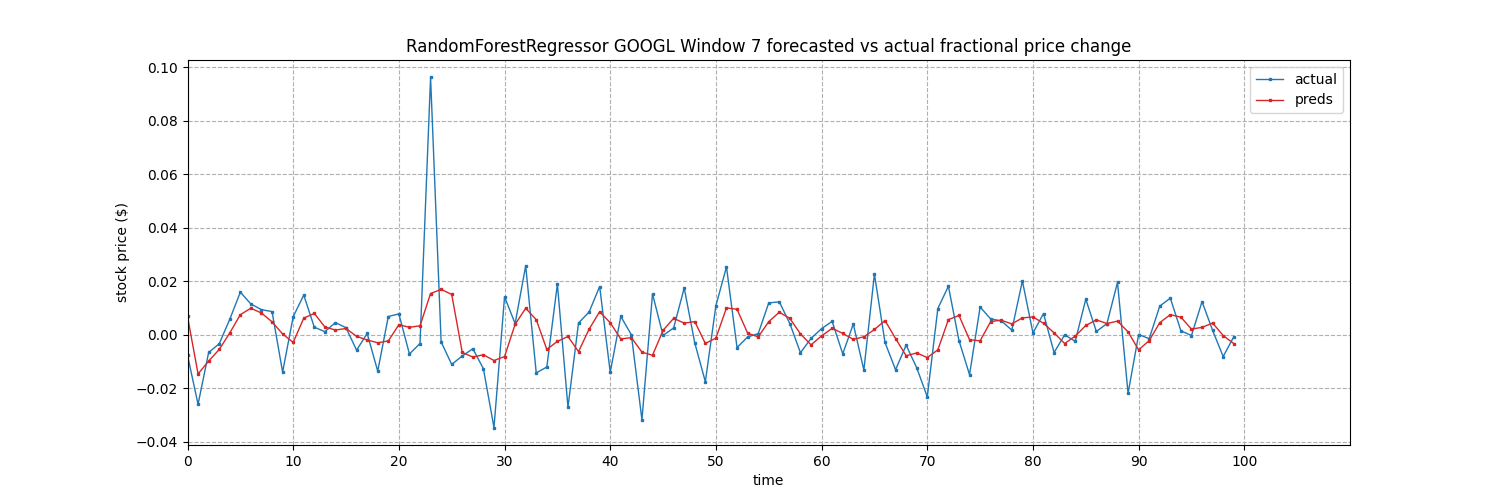 RandomForestRegressor GOOGL Window 7 forecasted vs actual fractional price change
actual
preds
stock price ($)
0.10
0.08
0.06
0.04
0.02
0.00
−0.02
−0.04
0 10 20 30 40 50 60 70 80 90 100
time